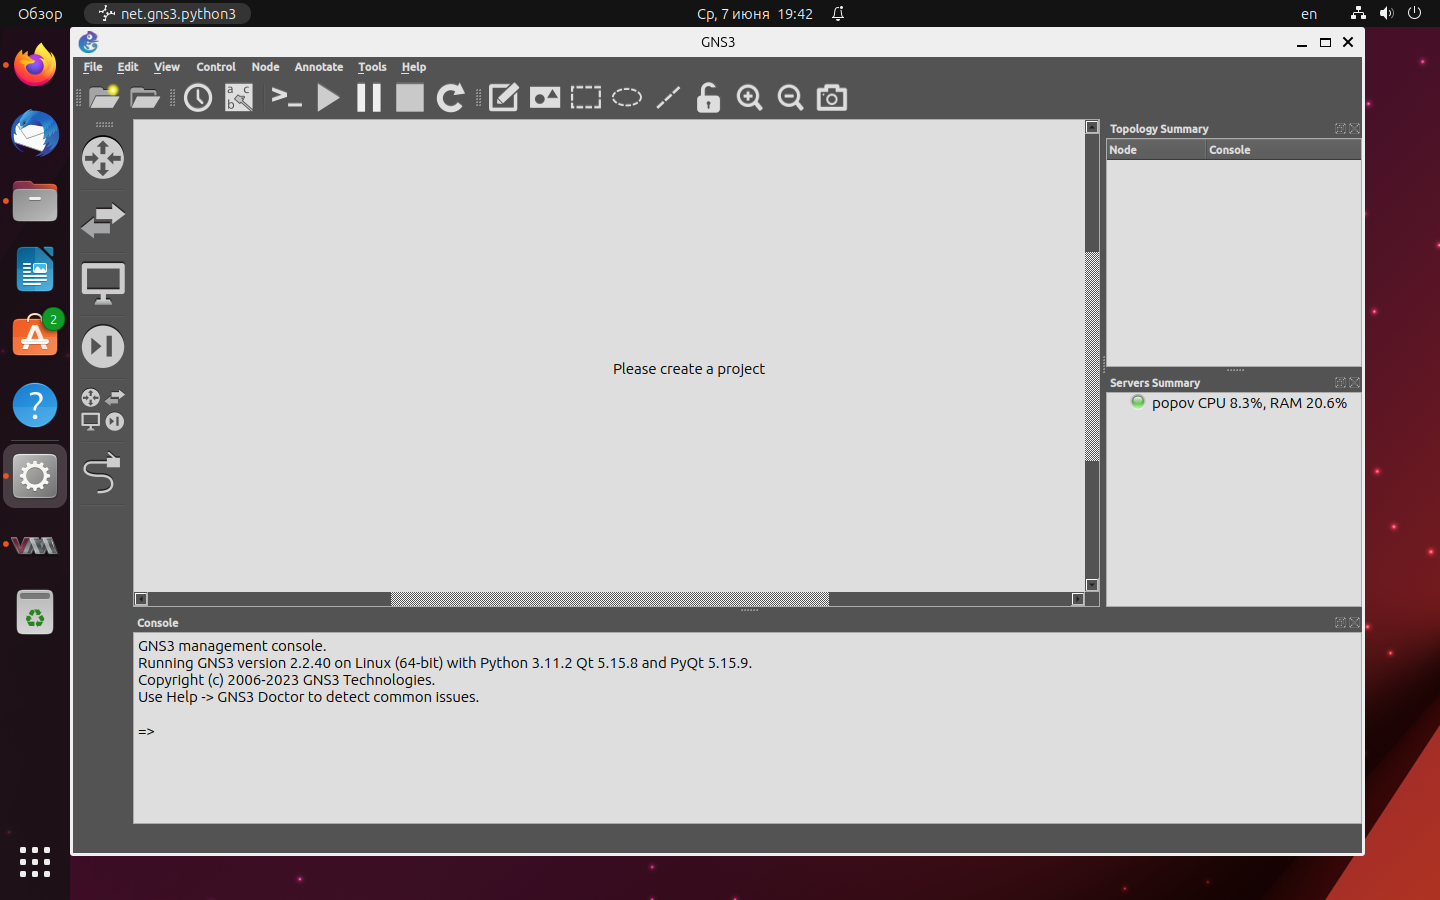 Обзор
net.gns3.python3
Ср, 7 июня 19:42
en
GNS3
File Edit View Control Node Annotate Tools Help
a c
b
Topology Summary
Node Console
2
Please create a project
Servers Summary
popov CPU 8.3%, RAM 20.6%
Console
GNS3 management console.
Running GNS3 version 2.2.40 on Linux (64-bit) with Python 3.11.2 Qt 5.15.8 and PyQt 5.15.9.
Copyright (c) 2006-2023 GNS3 Technologies.
Use Help -> GNS3 Doctor to detect common issues.
=>